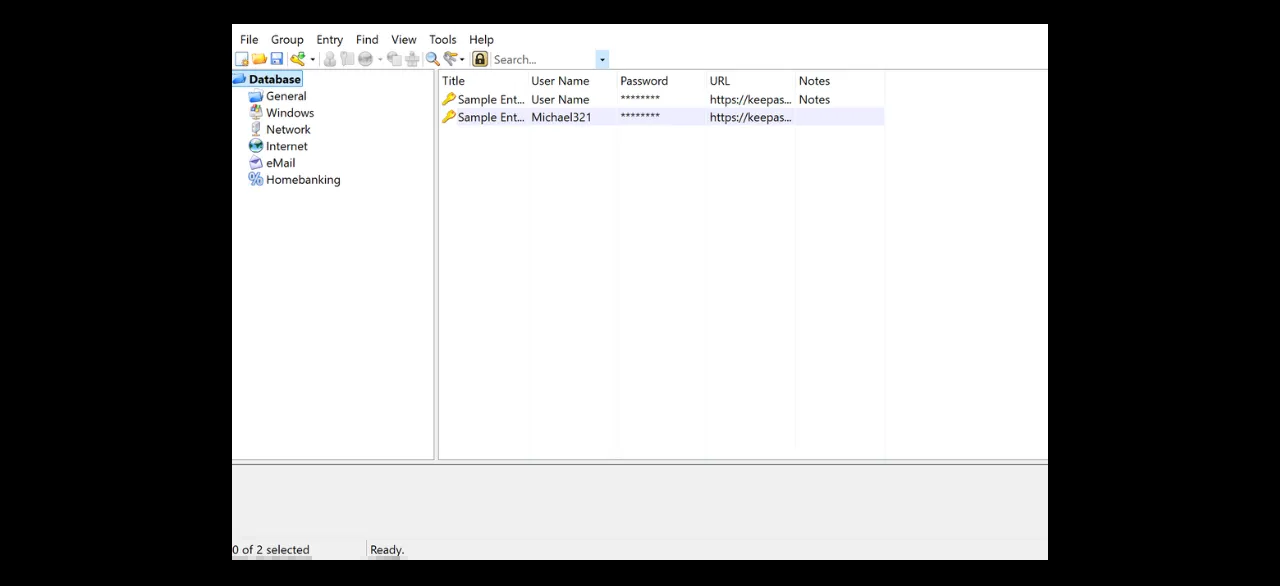 File Group Entry Find View Tools Help
Search...
Database
General
Windows
Network
Internet
eMail
Homebanking
Title User Name Password URL Notes
Sample Ent... User Name ******** https://keepas... Notes
Sample Ent... Michael321 ******** https://keepas...
0 of 2 selected Ready.